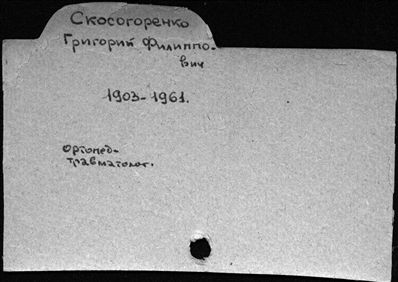 Скосогоренко
Григорий Филиппо-
вич
1903-1961.
ортопед-
травматолог.